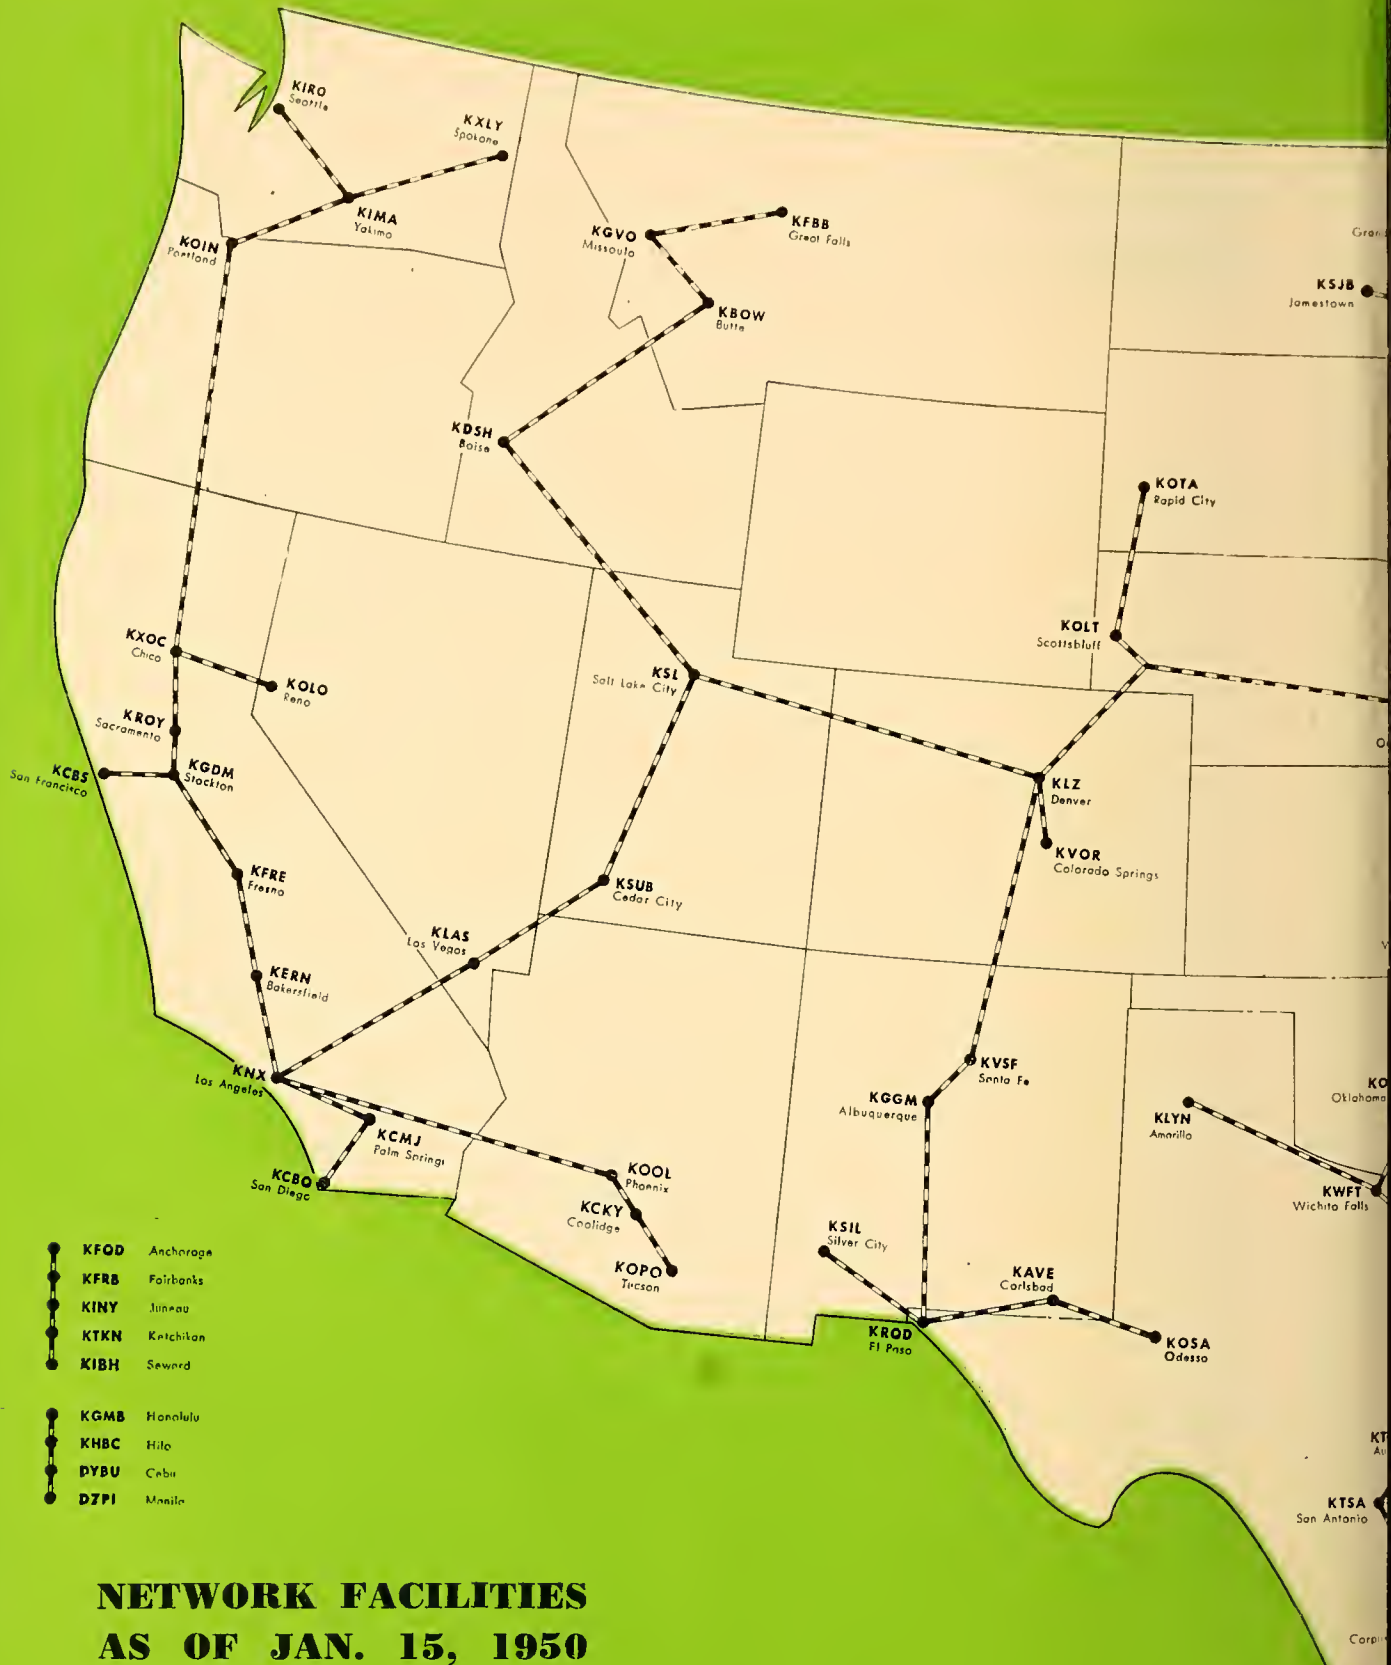 KIRO
Seattle
KXLY
Spokane
KIMA
Yakima
KOIN
Portland
KGVO
Missoula
KFBB
Great Falls
KBOW
Butte
KSJB
Jamestown
KDSH
Boise
KOTA
Rapid City
KOLT
Scottsbluff
KXOC
Chico
KOLO
Reno
KSL
Salt Lake City
KROY
Sacramento
KCBS
San Francisco
KGDM
Stockton
KLZ
Denver
KVOR
Colorado Springs
KFRE
Fresno
KSUB
Cedar City
KLAS
Las Vegas
KERN
Bakersfield
KNX
Los Angeles
KVSF
Santa Fe
KGGM
Albuquerque
KLYN
Amarillo
KO
Oklahoma
KCMJ
Palm Springs
KCBQ
San Diego
KOOL
Phoenix
KCKY
Coolidge
KOPO
Tucson
KWFT
Wichita Falls
KSIL
Silver City
KAVE
Carlsbad
KROD
El Paso
KOSA
Odessa
KFQD Anchorage
KFRB Fairbanks
KINY Juneau
KTKN Ketchikan
KIBH Seward
KGMB Honolulu
KHBC Hilo
DYBU Cebu
DZPI Manila
KT
Au
KTSA
San Antonio
Corpu
NETWORK FACILITIES
AS OF JAN. 15, 1950